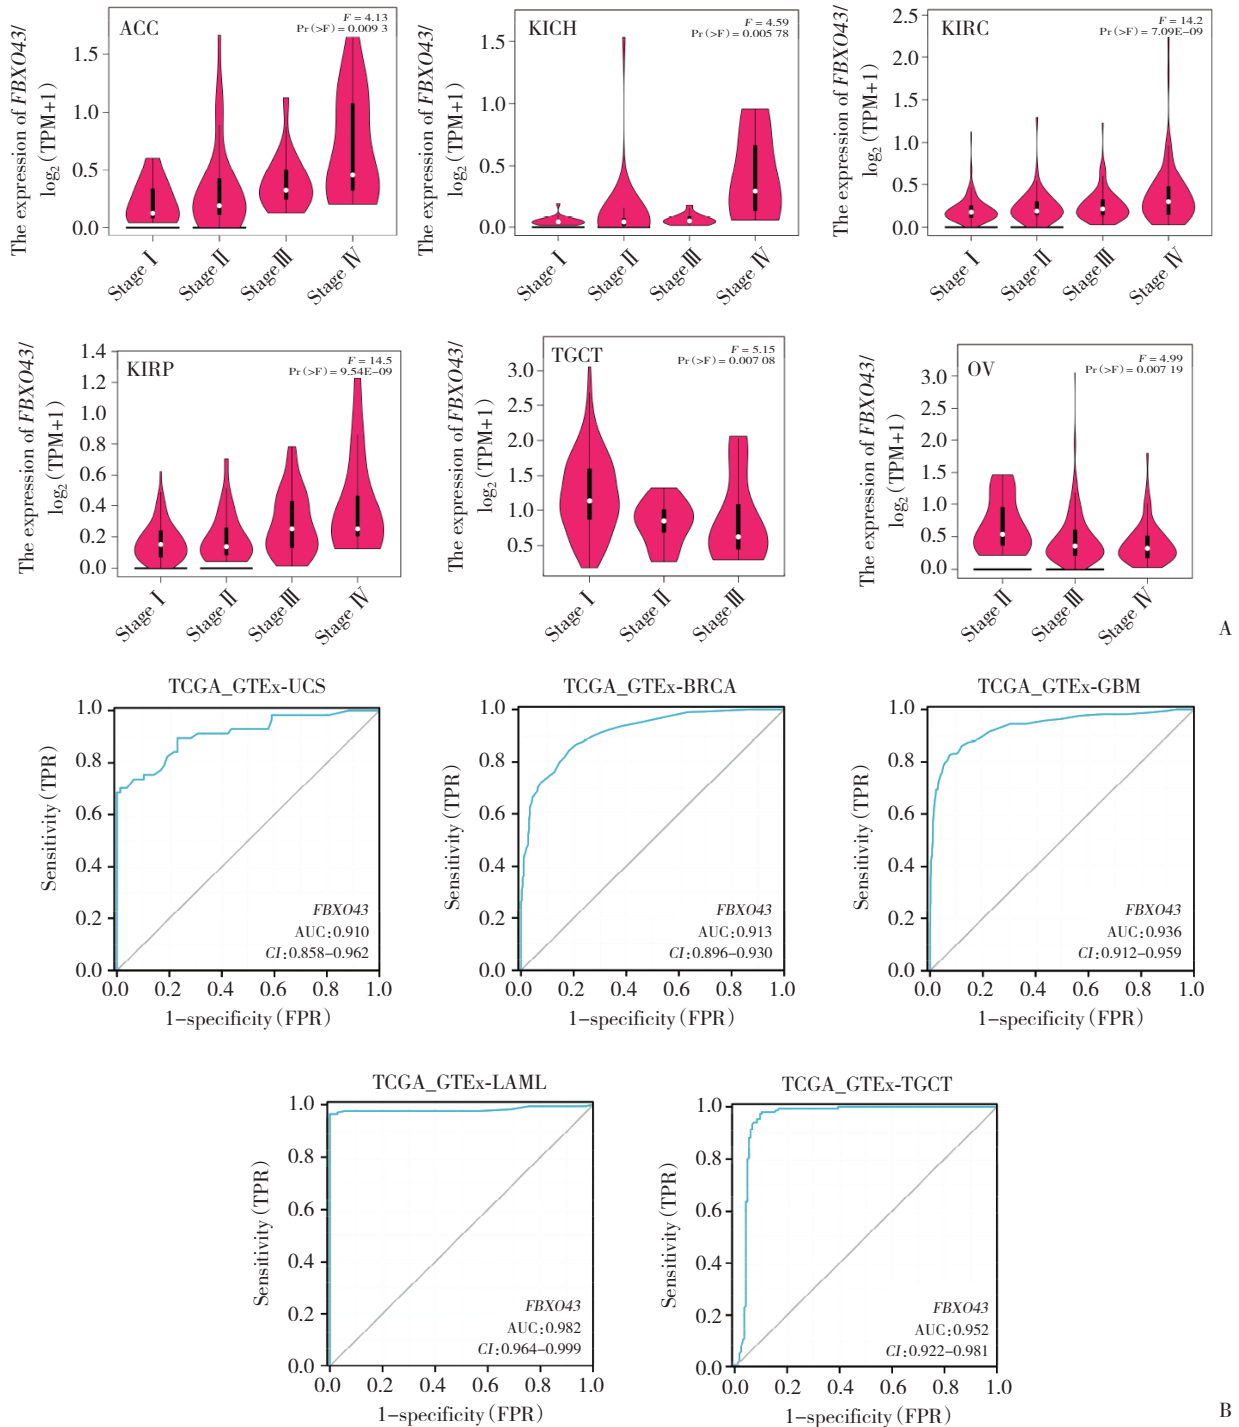 ACC
F = 4.13
Pr (>F) = 0.009 3
The expression of FBXO43/
log₂ (TPM+1)
1.5
1.0
0.5
0.0
Stage Ⅰ
Stage Ⅱ
Stage Ⅲ
Stage Ⅳ
KICH
F = 4.59
Pr (>F) = 0.005 78
The expression of FBXO43/
log₂ (TPM+1)
1.5
1.0
0.5
0.0
Stage Ⅰ
Stage Ⅱ
Stage Ⅲ
Stage Ⅳ
KIRC
F = 14.2
Pr (>F) = 7.09E−09
The expression of FBXO43/
log₂ (TPM+1)
2.5
2.0
1.5
1.0
0.5
0.0
Stage Ⅰ
Stage Ⅱ
Stage Ⅲ
Stage Ⅳ
KIRP
F = 14.5
Pr (>F) = 9.54E−09
The expression of FBXO43/
log₂ (TPM+1)
1.4
1.2
1.0
0.8
0.6
0.4
0.2
0.0
Stage Ⅰ
Stage Ⅱ
Stage Ⅲ
Stage Ⅳ
TGCT
F = 5.15
Pr (>F) = 0.007 08
The expression of FBXO43/
log₂ (TPM+1)
3.0
2.5
2.0
1.5
1.0
0.5
Stage Ⅰ
Stage Ⅱ
Stage Ⅲ
OV
F = 4.99
Pr (>F) = 0.007 19
The expression of FBXO43/
log₂ (TPM+1)
3.0
2.5
2.0
1.5
1.0
0.5
0.0
Stage Ⅱ
Stage Ⅲ
Stage Ⅳ
A
TCGA_GTEx-UCS
Sensitivity (TPR)
1.0
0.8
0.6
0.4
0.2
0.0
FBXO43
AUC:0.910
CI:0.858−0.962
0.0 0.2 0.4 0.6 0.8 1.0
1−specificity (FPR)
TCGA_GTEx-BRCA
Sensitivity (TPR)
1.0
0.8
0.6
0.4
0.2
0.0
FBXO43
AUC:0.913
CI:0.896−0.930
0.0 0.2 0.4 0.6 0.8 1.0
1−specificity (FPR)
TCGA_GTEx-GBM
Sensitivity (TPR)
1.0
0.8
0.6
0.4
0.2
0.0
FBXO43
AUC:0.936
CI:0.912−0.959
0.0 0.2 0.4 0.6 0.8 1.0
1−specificity (FPR)
TCGA_GTEx-LAML
Sensitivity (TPR)
1.0
0.8
0.6
0.4
0.2
0.0
FBXO43
AUC:0.982
CI:0.964−0.999
0.0 0.2 0.4 0.6 0.8 1.0
1−specificity (FPR)
TCGA_GTEx-TGCT
Sensitivity (TPR)
1.0
0.8
0.6
0.4
0.2
0.0
FBXO43
AUC:0.952
CI:0.922−0.981
0.0 0.2 0.4 0.6 0.8 1.0
1−specificity (FPR)
B